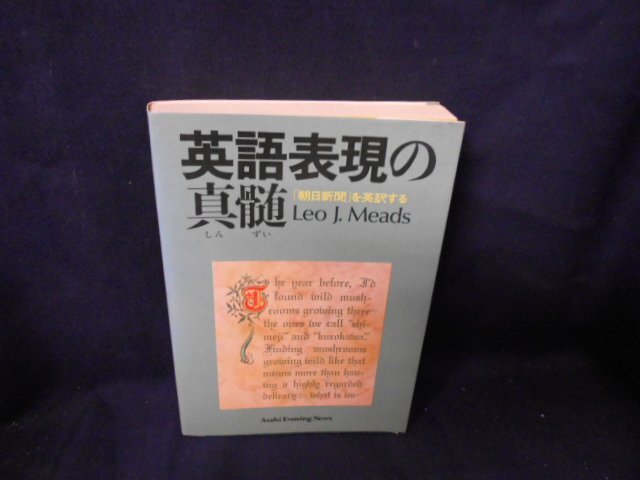 英語表現の
真髄
しん ずい
「朝日新聞」を英訳する
Leo J. Meads
The year before, I'd
found wild mush-
rooms growing there—
the ones we call "shi-
meji" and "kurokawa."
Finding mushrooms
growing wild like that
means more than hav-
ing a highly regarded
delicacy—what is im-
Asahi Evening News